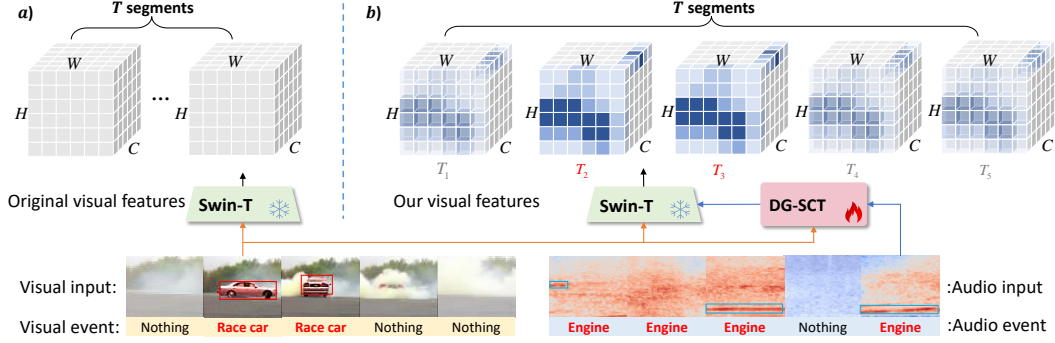 a)
T segments
W
W
H
...
H
C
C
Original visual features
Swin-T
b)
T segments
W
W
W
W
W
H
H
H
H
H
C
C
C
C
C
T1
T2
T3
T4
T5
Our visual features
Swin-T
DG-SCT
Visual input:
:Audio input
Visual event:
Nothing
Race car
Race car
Nothing
Nothing
Engine
Engine
Engine
Nothing
Engine
:Audio event